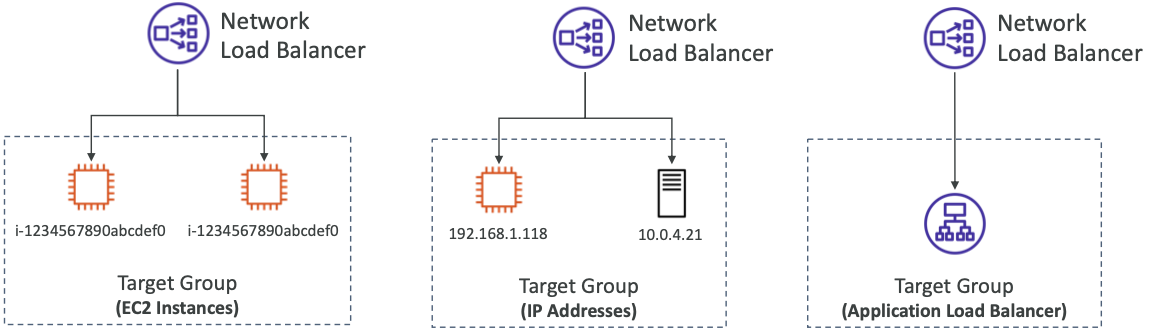 Network
Load Balancer
i-1234567890abcdef0
i-1234567890abcdef0
Target Group
(EC2 Instances)
Network
Load Balancer
192.168.1.118
10.0.4.21
Target Group
(IP Addresses)
Network
Load Balancer
Target Group
(Application Load Balancer)